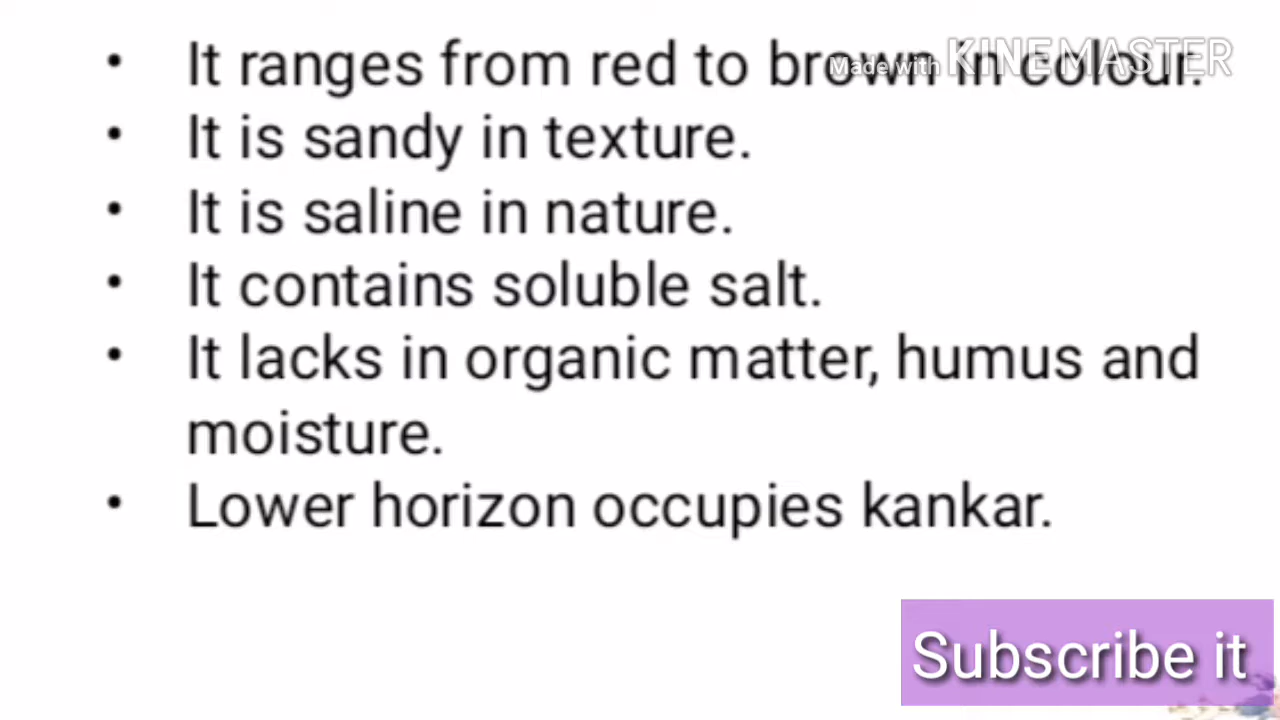 • It ranges from red to brown in colour.
Made with KINEMASTER
• It is sandy in texture.
• It is saline in nature.
• It contains soluble salt.
• It lacks in organic matter, humus and
moisture.
• Lower horizon occupies kankar.
Subscribe it